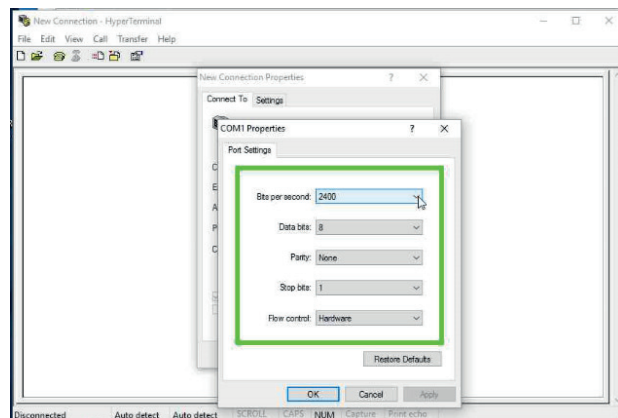 New Connection - HyperTerminal
File Edit View Call Transfer Help
New Connection Properties ? X
Connect To Settings
COM1 Properties ? X
Port Settings
C
E
A
P
C
Bits per second: 2400
Data bits: 8
Parity: None
Stop bits: 1
Flow control: Hardware
Restore Defaults
OK Cancel Apply
Disconnected Auto detect Auto detect SCROLL CAPS NUM Capture Print echo